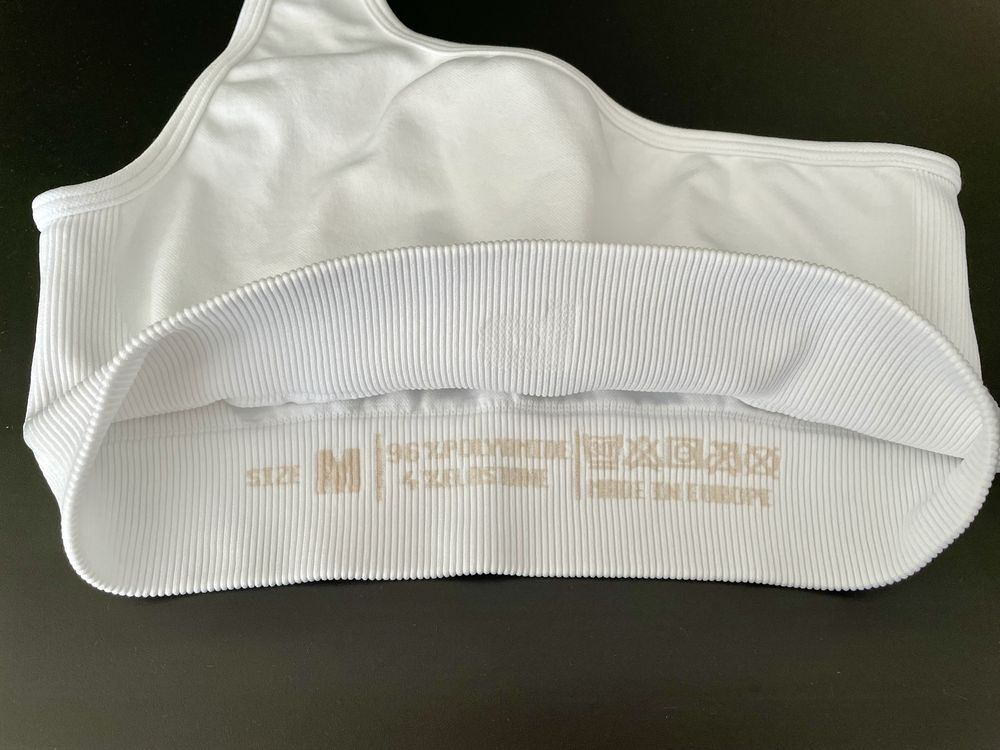 SIZE M
96 % POLYAMIDE
4 % ELASTANE
MADE IN EUROPE